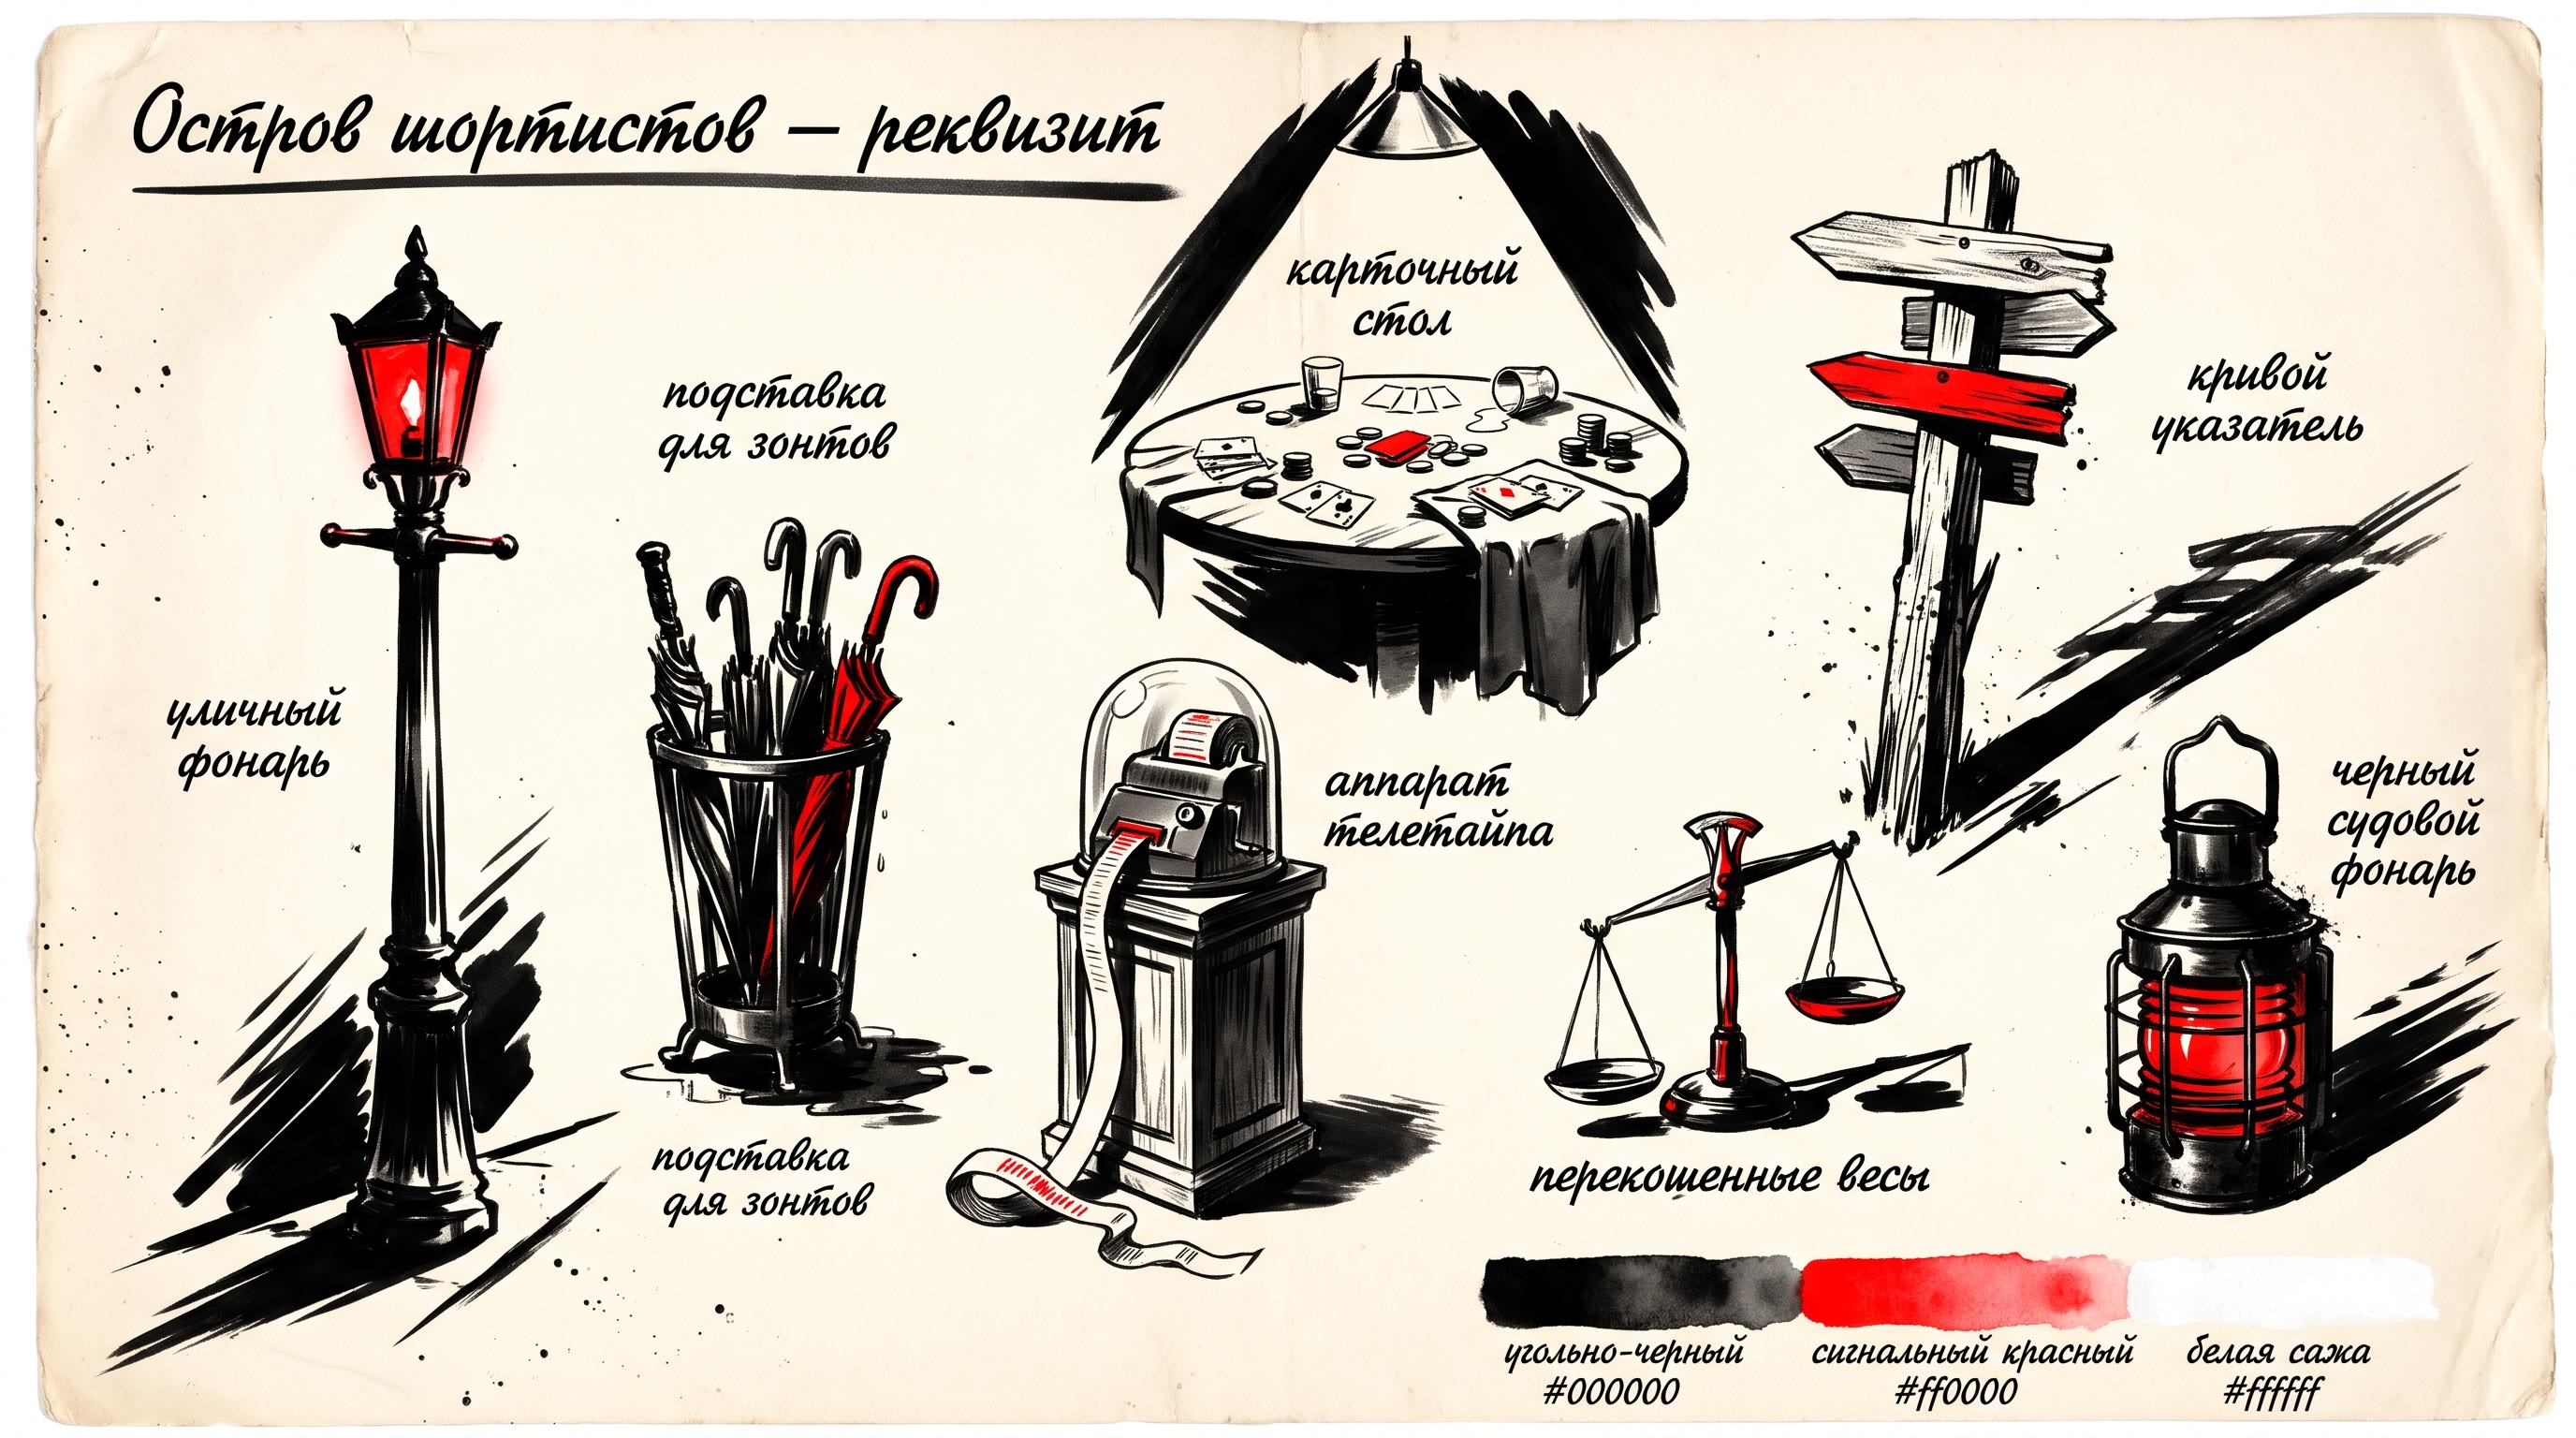 Остров шортистов — реквизит
карточный
стол
подставка
для зонтов
кривой
указатель
уличный
фонарь
аппарат
телетайпа
черный
судовой
фонарь
подставка
для зонтов
перекошенные весы
угольно-черный
#000000
сигнальный красный
#ff0000
белая сажа
#ffffff